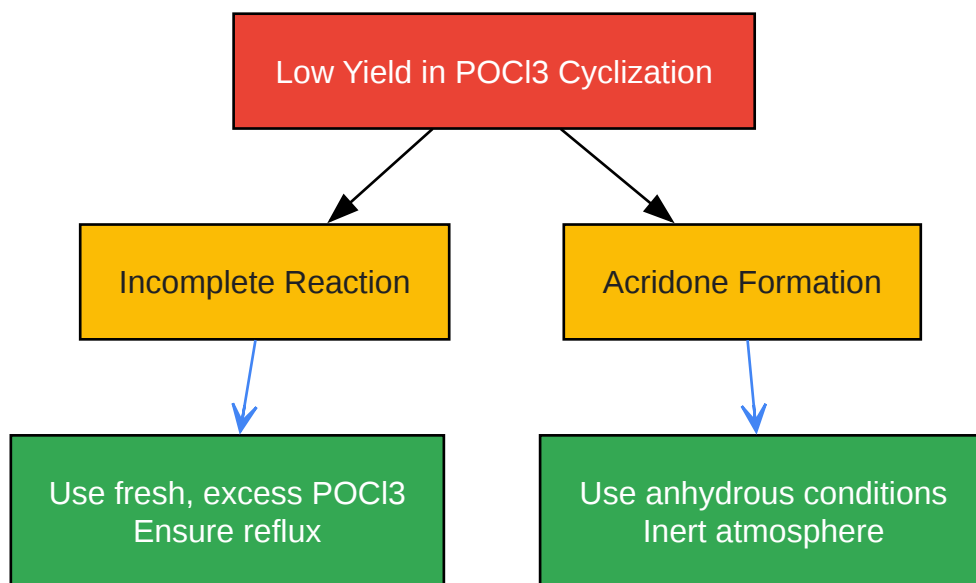 Low Yield in POCl3 Cyclization
Incomplete Reaction
Acridone Formation
Use fresh, excess POCl3
Ensure reflux
Use anhydrous conditions
Inert atmosphere